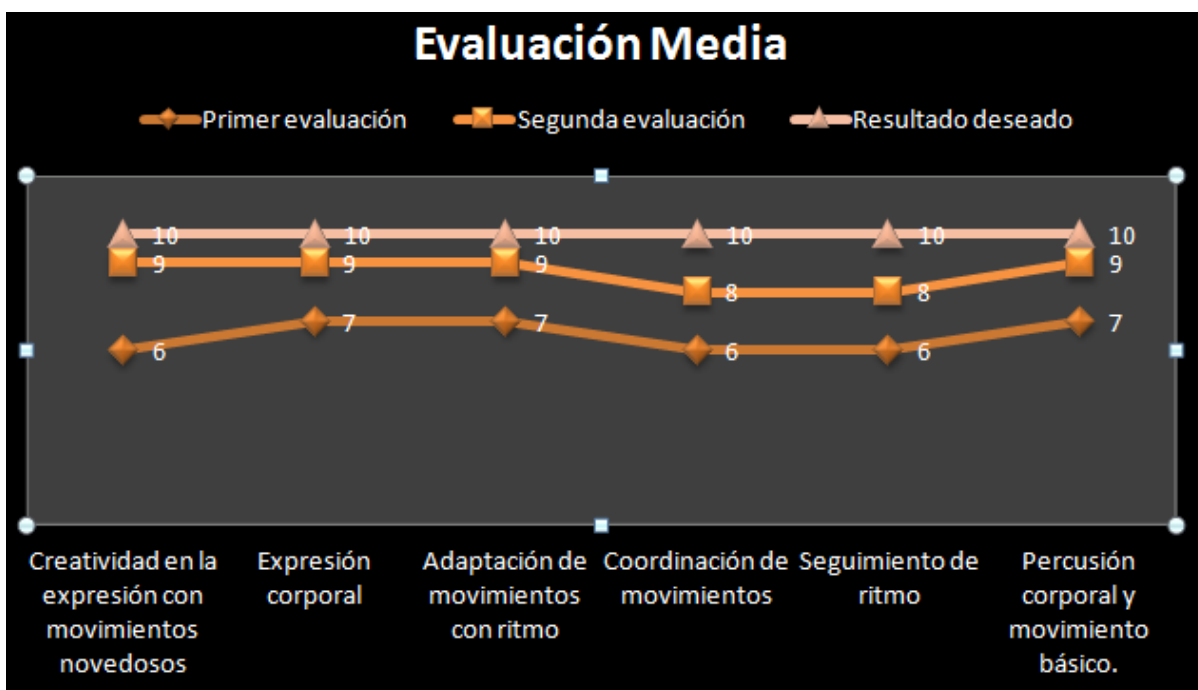 Evaluación Media
Primer evaluación Segunda evaluación Resultado deseado
10 10 10 10 10 10
9 9 9 8 8 9
6 7 7 6 6 7
Creatividad en la
expresión con
movimientos
novedosos
Expresión
corporal
Adaptación de
movimientos
con ritmo
Coordinación de
movimientos
Seguimiento de
ritmo
Percusión
corporal y
movimiento
básico.